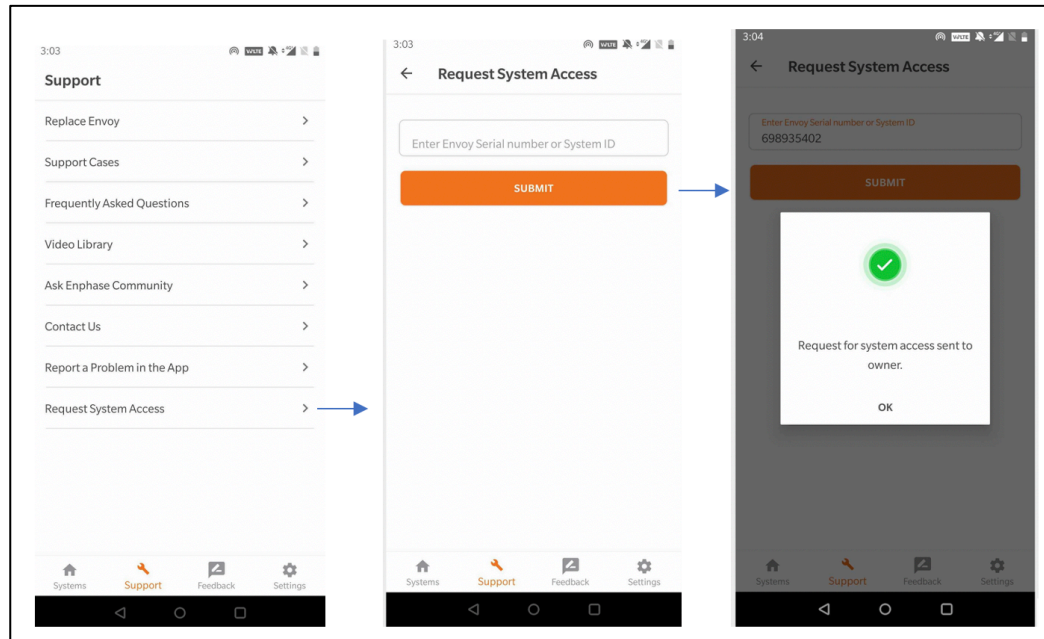 3:03
VoLTE
Support
Replace Envoy
Support Cases
Frequently Asked Questions
Video Library
Ask Enphase Community
Contact Us
Report a Problem in the App
Request System Access
Systems
Support
Feedback
Settings
3:03
VoLTE
Request System Access
Enter Envoy Serial number or System ID
SUBMIT
Systems
Support
Feedback
Settings
3:04
VoLTE
Request System Access
Enter Envoy Serial number or System ID
698935402
SUBMIT
Request for system access sent to
owner.
OK
Systems
Support
Feedback
Settings